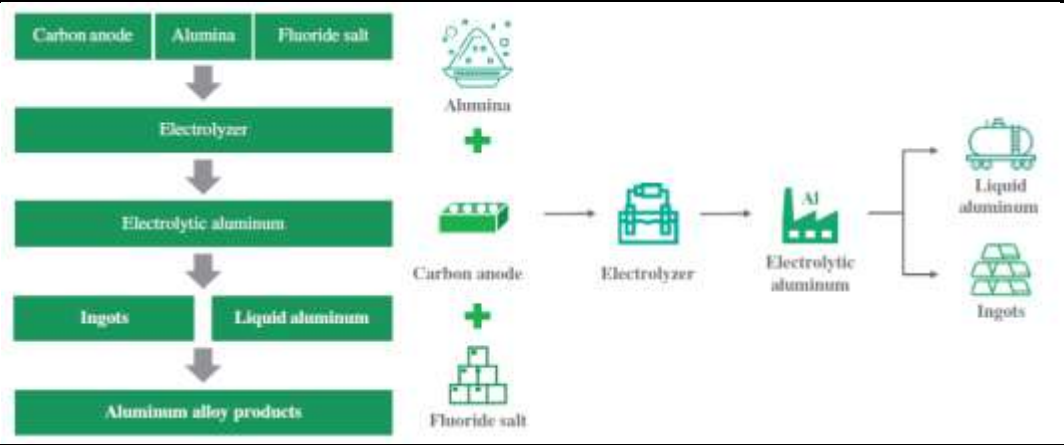 Carbon anode
Alumina
Fluoride salt
Electrolyzer
Electrolytic aluminum
Ingots
Liquid aluminum
Aluminum alloy products
Alumina
Carbon anode
Fluoride salt
Electrolyzer
Al
Electrolytic
aluminum
Liquid
aluminum
Ingots